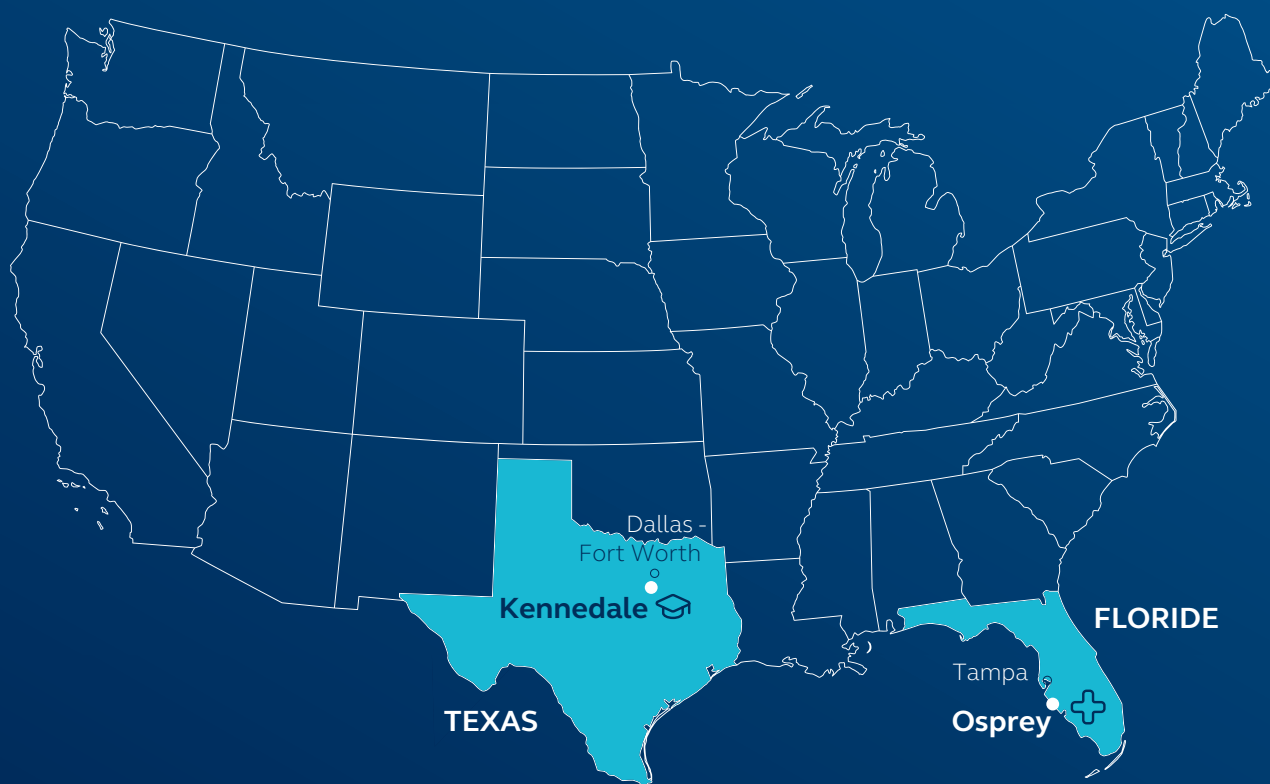 Dallas -
Fort Worth
Kennedale
TEXAS
FLORIDE
Tampa
Osprey